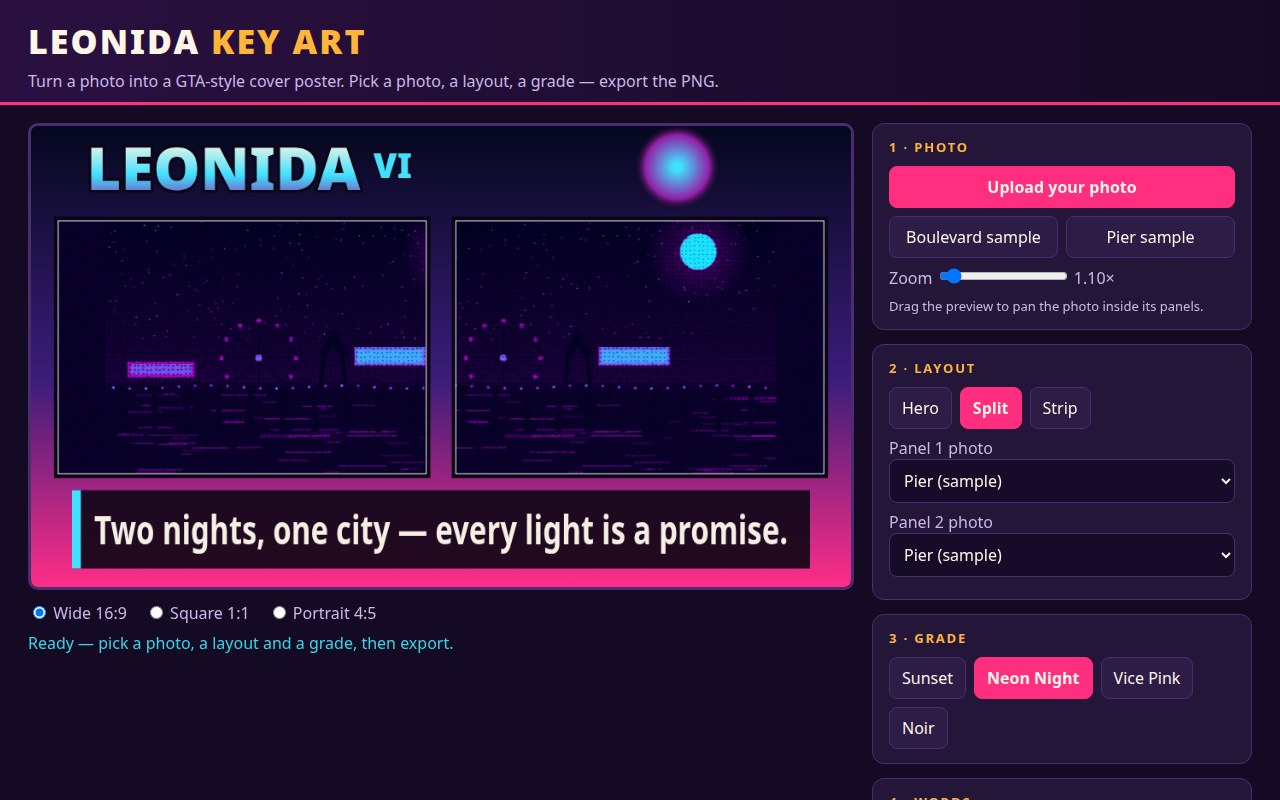 LEONIDA KEY ART
Turn a photo into a GTA-style cover poster. Pick a photo, a layout, a grade — export the PNG.
LEONIDA VI
Two nights, one city — every light is a promise.
Wide 16:9
Square 1:1
Portrait 4:5
Ready — pick a photo, a layout and a grade, then export.
1 · PHOTO
Upload your photo
Boulevard sample
Pier sample
Zoom 1.10×
Drag the preview to pan the photo inside its panels.
2 · LAYOUT
Hero
Split
Strip
Panel 1 photo
Pier (sample)
Panel 2 photo
Pier (sample)
3 · GRADE
Sunset
Neon Night
Vice Pink
Noir